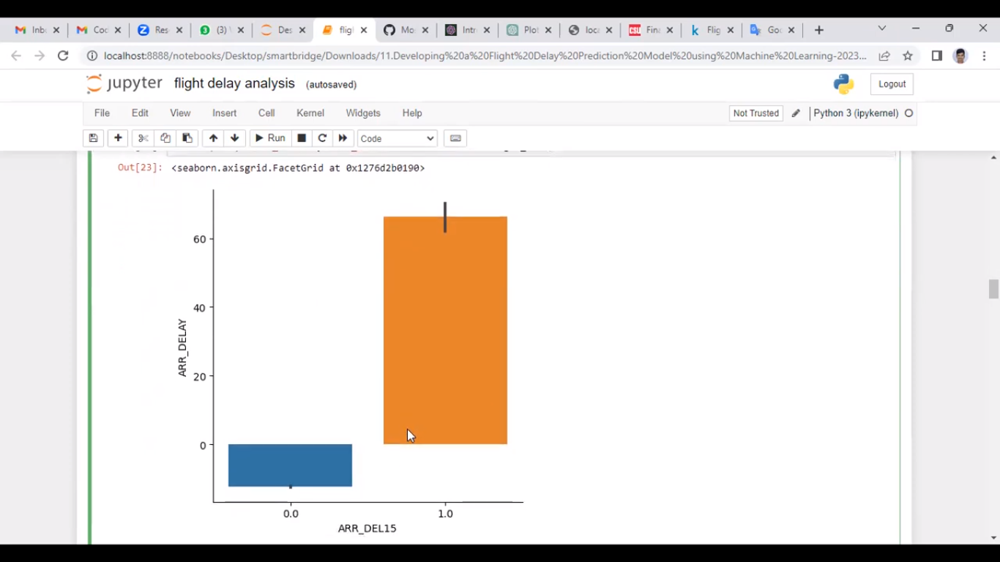 Inb Coc Res (3) \ Des fligl Mo: Intr Plot loca Fina Flig Goc
localhost:8888/notebooks/Desktop/smartbridge/Downloads/11.Developing%20a%20Flight%20Delay%20Prediction%20Model%20using%20Machine%20Learning-2023...
jupyter flight delay analysis (autosaved) Logout
File Edit View Insert Cell Kernel Widgets Help Not Trusted Python 3 (ipykernel)
Run Code
Out[23]: <seaborn.axisgrid.FacetGrid at 0x1276d2b0190>
60
40
ARR_DELAY
20
0
0.0 1.0
ARR_DEL15